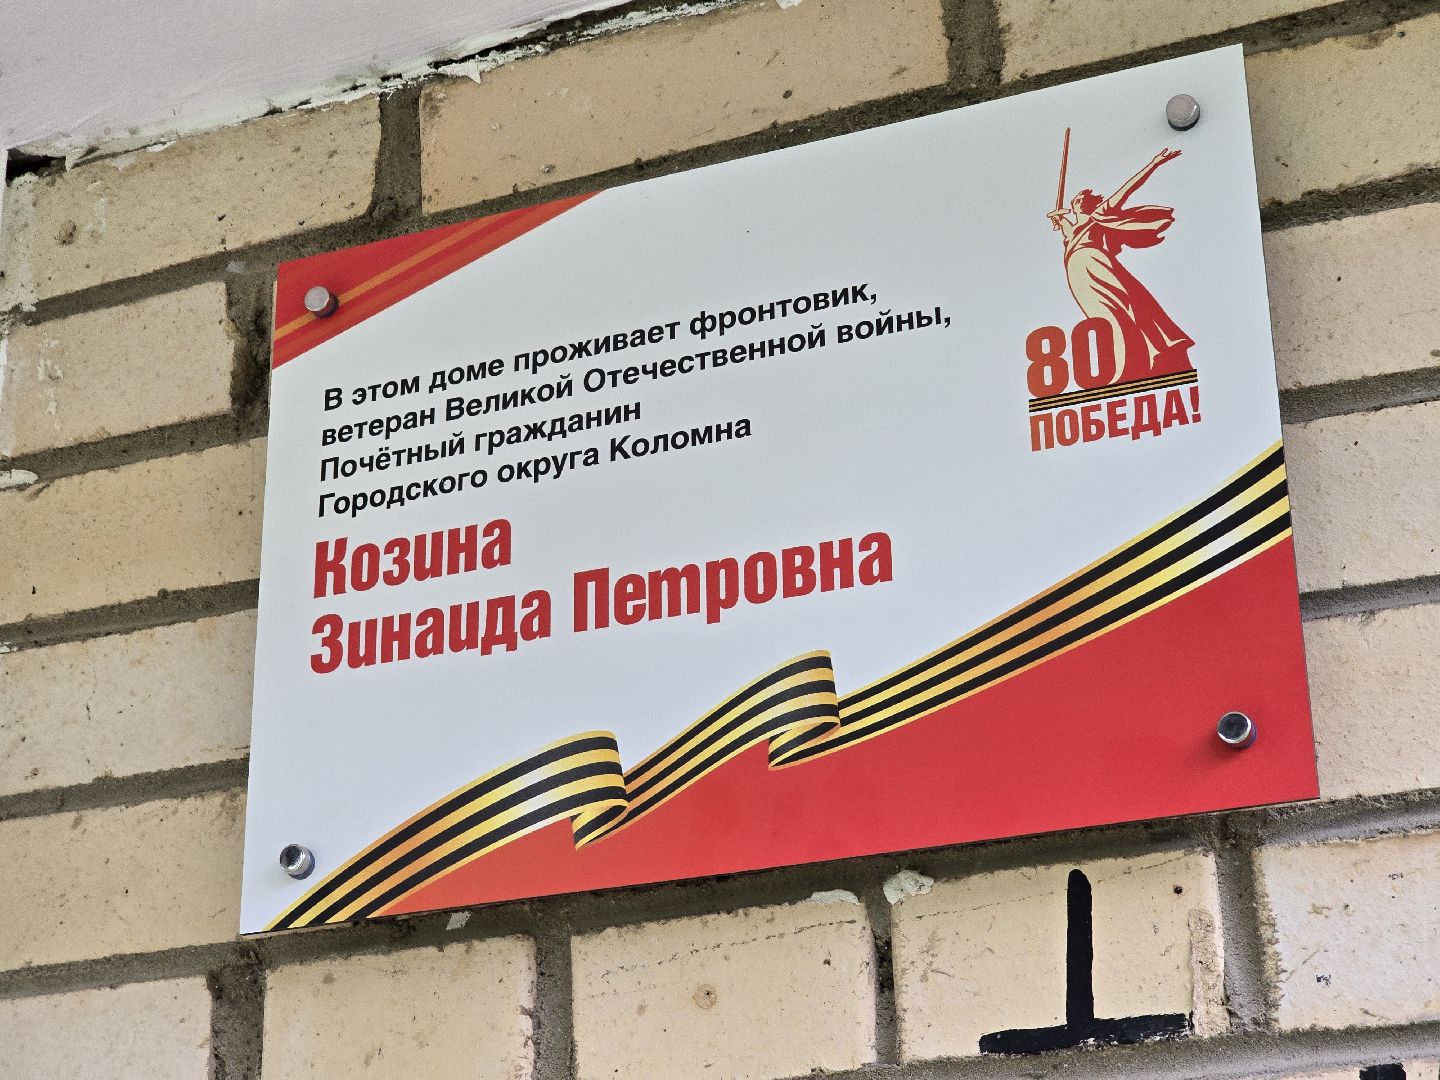 В этом доме проживает фронтовик,
ветеран Великой Отечественной войны,
Почётный гражданин
Городского округа Коломна
Козина
Зинаида Петровна
80
ПОБЕДА!